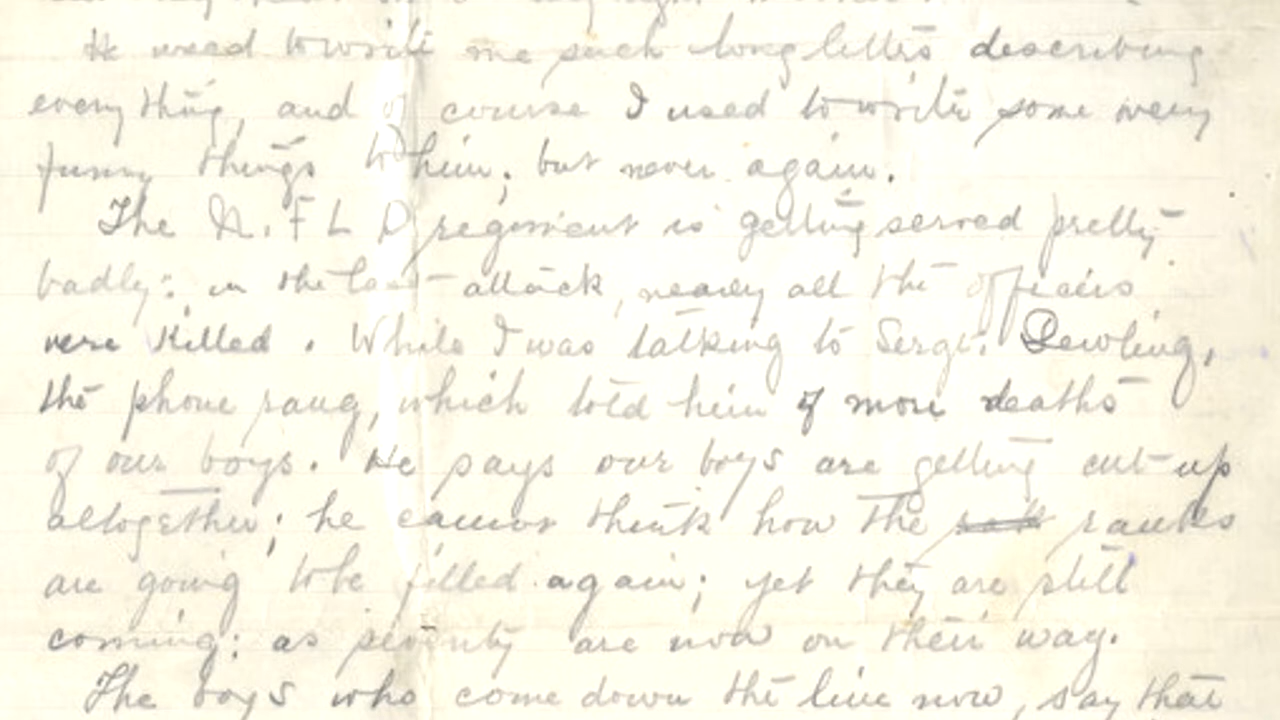 He used to write me such long letters describing
everything, and of course I used to write some very
funny things to him; but never again.
The N.F L D regiment is getting served pretty
badly: in the last attack, nearly all the officers
were killed. While I was talking to Sergt. Dewling,
the phone rang, which told him of more deaths
of our boys. He says our boys are getting cut up
altogether; he cannot think how the ranks
are going to be filled again; yet they are still
coming: as seventy are now on their way.
The boys who come down the line now, say that